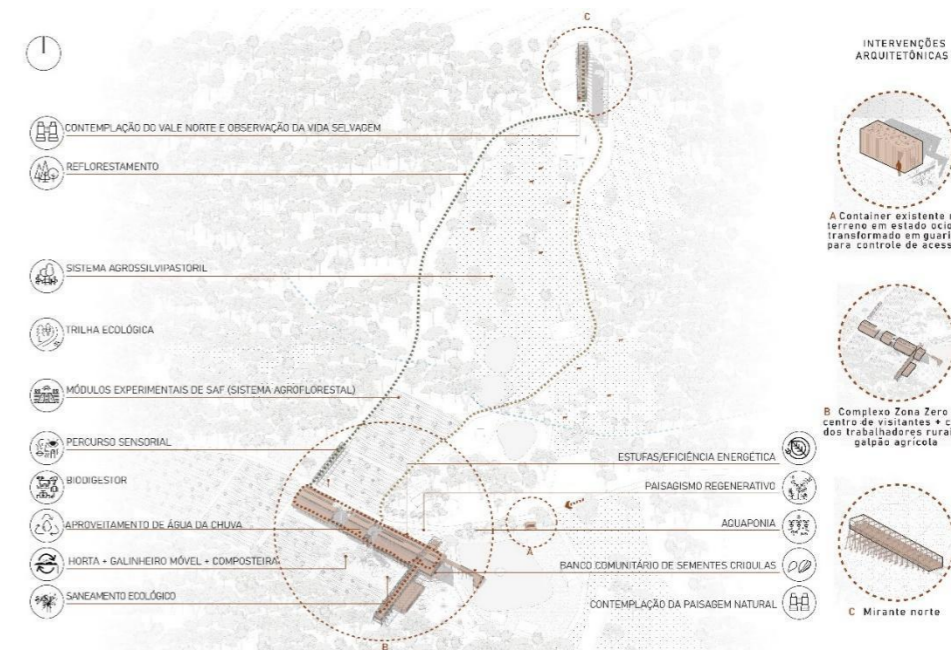 C
INTERVENÇÕES
ARQUITETÔNICAS
CONTEMPLAÇÃO DO VALE NORTE E OBSERVAÇÃO DA VIDA SELVAGEM
REFLORESTAMENTO
SISTEMA AGROSSILVIPASTORIL
TRILHA ECOLÓGICA
MÓDULOS EXPERIMENTAIS DE SAF (SISTEMA AGROFLORESTAL)
PERCURSO SENSORIAL
BIODIGESTOR
APROVEITAMENTO DE ÁGUA DA CHUVA
HORTA + GALINHEIRO MÓVEL + COMPOSTEIRA
SANEAMENTO ECOLÓGICO
ESTUFAS/EFICIÊNCIA ENERGÉTICA
PAISAGISMO REGENERATIVO
AQUAPONIA
BANCO COMUNITÁRIO DE SEMENTES CRIOULAS
CONTEMPLAÇÃO DA PAISAGEM NATURAL
A
B
A Container existente
terreno em estado
transformado em
para controle de
B Complexo Zona Zero
centro de visitantes +
dos trabalhadores
galpão agrícola
C Mirante norte